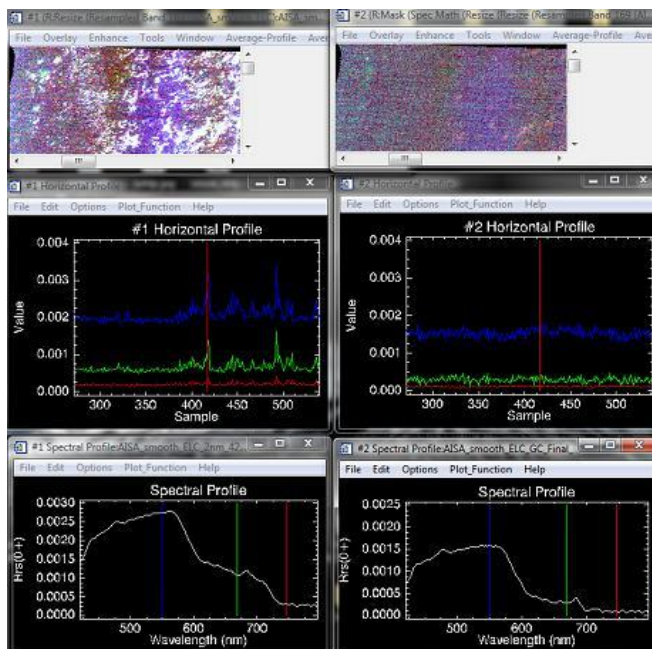 #1 (R:Resize (Resampled) Band
AISA_sm...
File Overlay Enhance Tools Window Average-Profile
#2 (R:Mask (Spec Math (Resize (Resample
File Overlay Enhance Tools Window Average-Profile
#1 Horizontal Profile
File Edit Options Plot_Function Help
#1 Horizontal Profile
0.004
0.003
0.002
0.001
0.000
Value
300 350 400 450 500
Sample
#2 Horizontal Profile
File Edit Options Plot_Function Help
#2 Horizontal Profile
0.004
0.003
0.002
0.001
0.000
Value
300 350 400 450 500
Sample
#1 Spectral Profile:AISA_smooth_ELC_2nm_42...
File Edit Options Plot_Function Help
Spectral Profile
0.0030
0.0025
0.0020
0.0015
0.0010
0.0005
0.0000
Rrs(0+)
500 600 700
Wavelength (nm)
#2 Spectral Profile:AISA_smooth_ELC_GC_Final_...
File Edit Options Plot_Function Help
Spectral Profile
0.0025
0.0020
0.0015
0.0010
0.0005
0.0000
Rrs(0+)
500 600 700
Wavelength (nm)